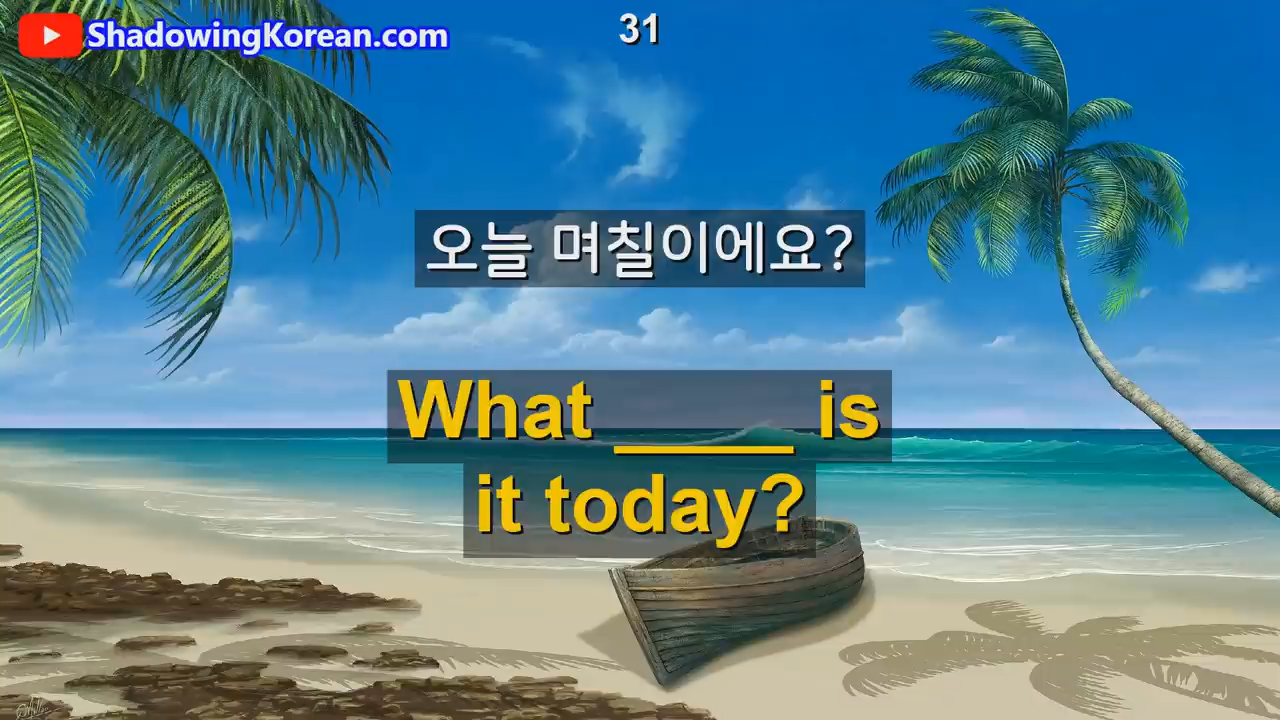 ShadowingKorean.com
31
오늘 며칠이에요?
What _____ is
it today?